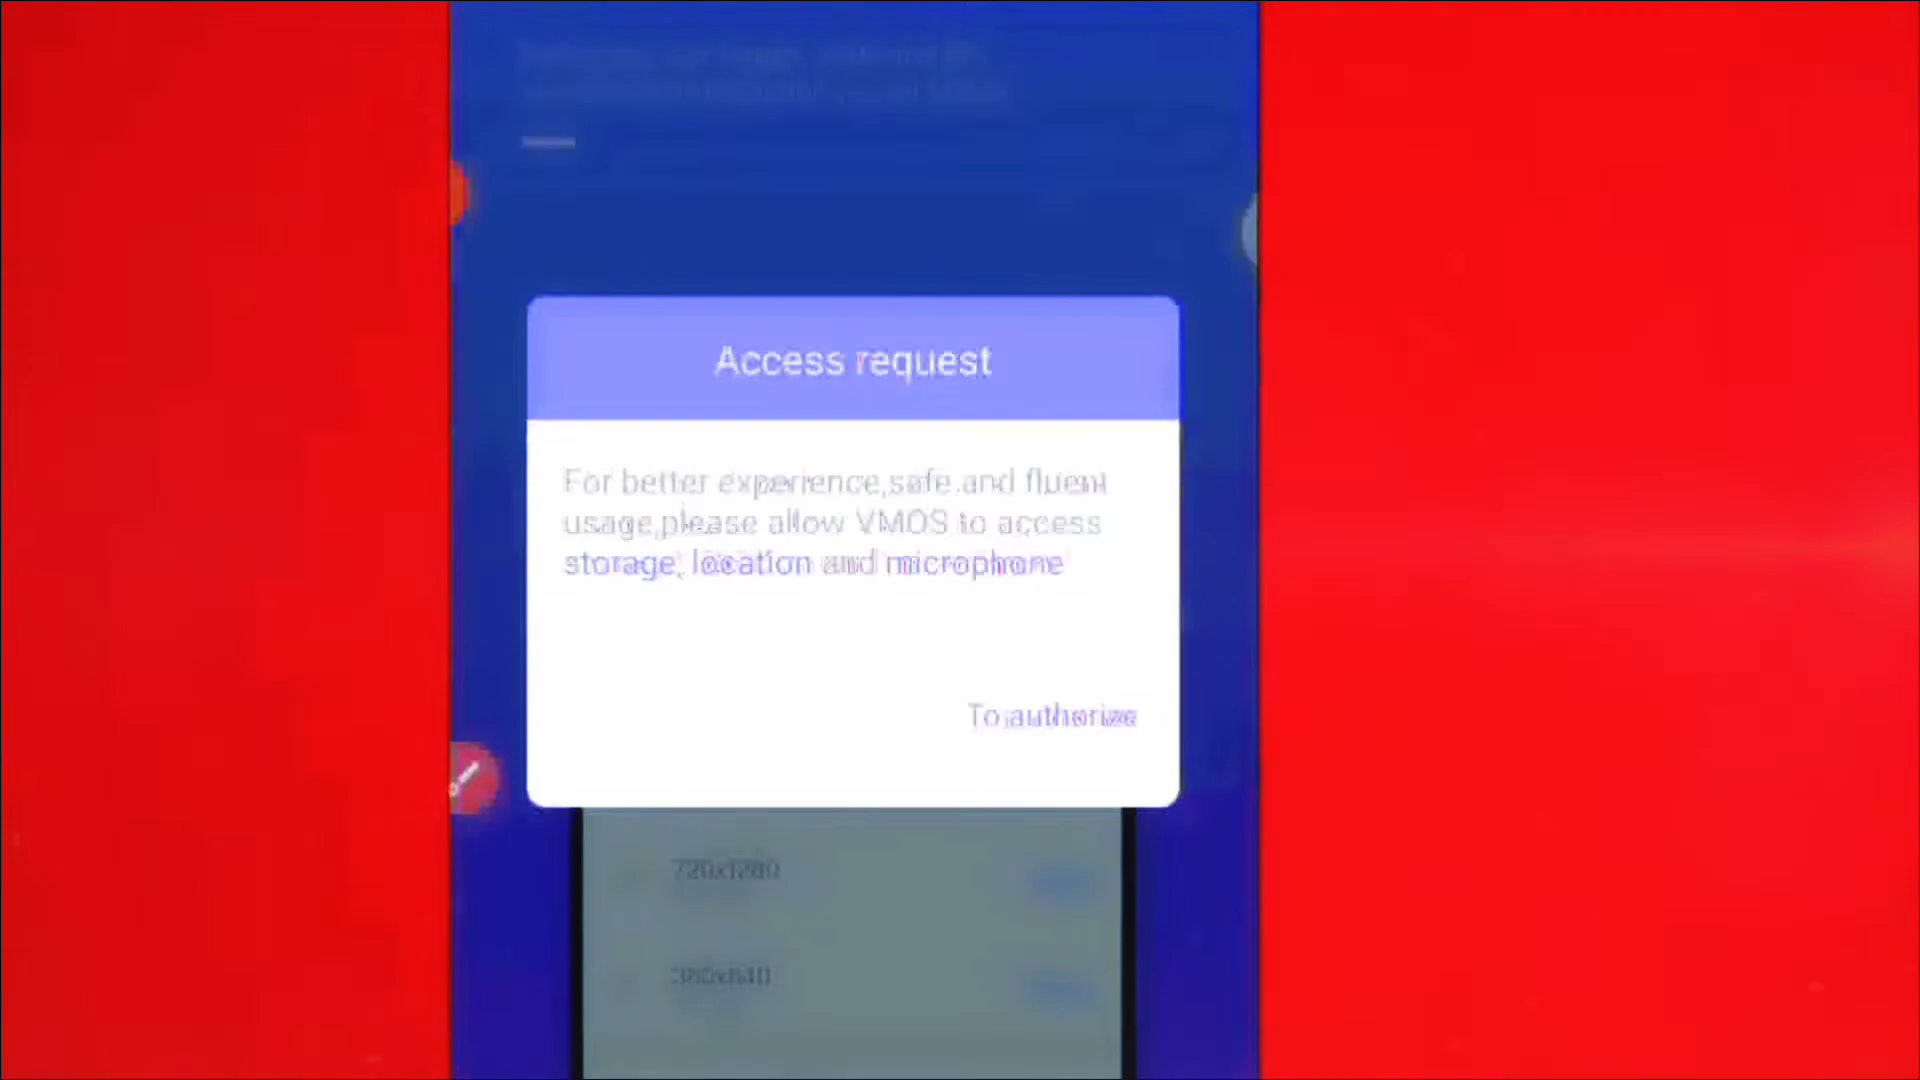 Access request
For better experience,safe and fluent
usage,please allow VMOS to access
storage, location and microphone
To authorize
720x1280
360x640